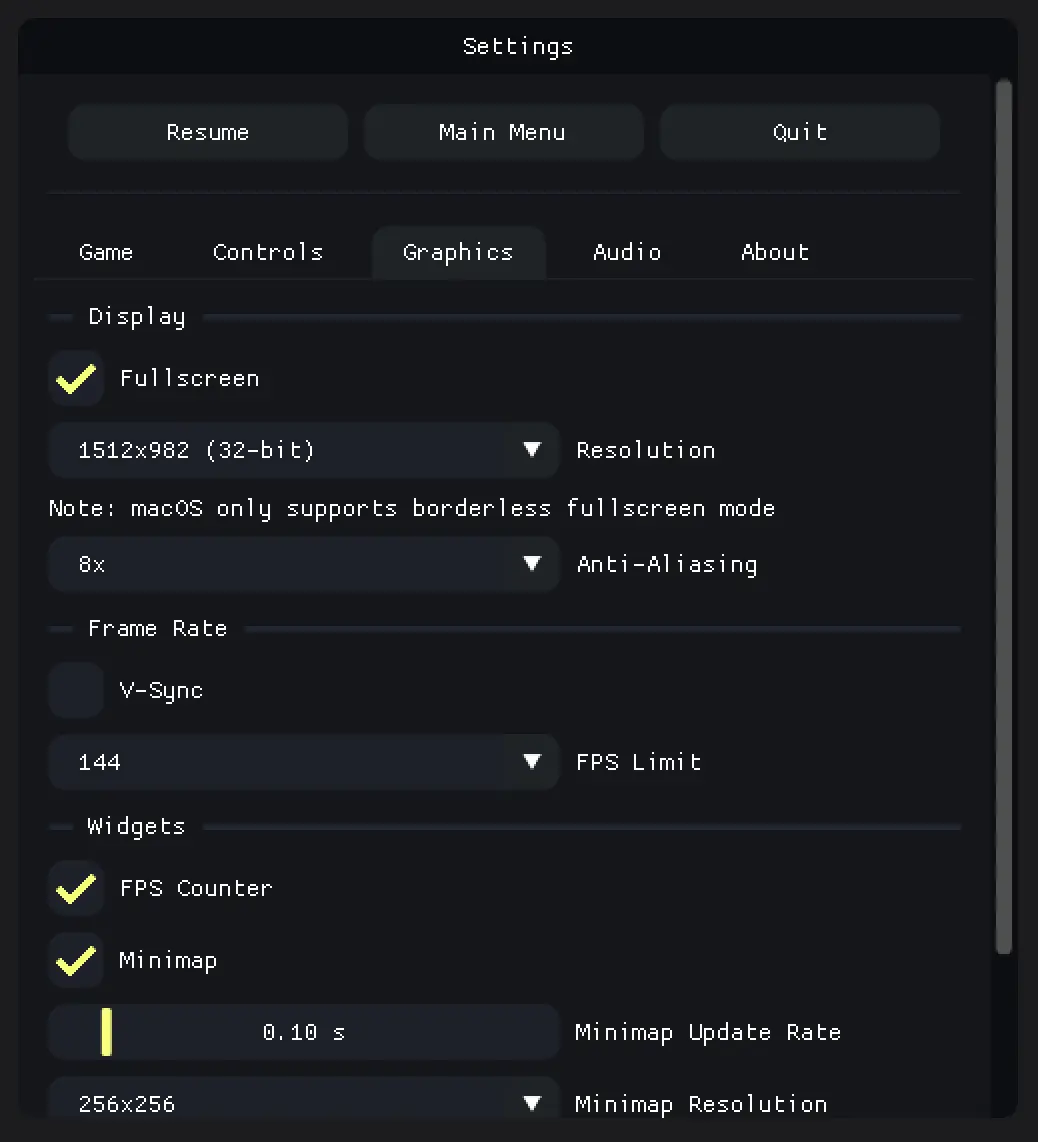 Settings
Resume Main Menu Quit
Game Controls Graphics Audio About
Display
Fullscreen
1512x982 (32-bit) Resolution
Note: macOS only supports borderless fullscreen mode
8x Anti-Aliasing
Frame Rate
V-Sync
144 FPS Limit
Widgets
FPS Counter
Minimap
0.10 s Minimap Update Rate
256x256 Minimap Resolution